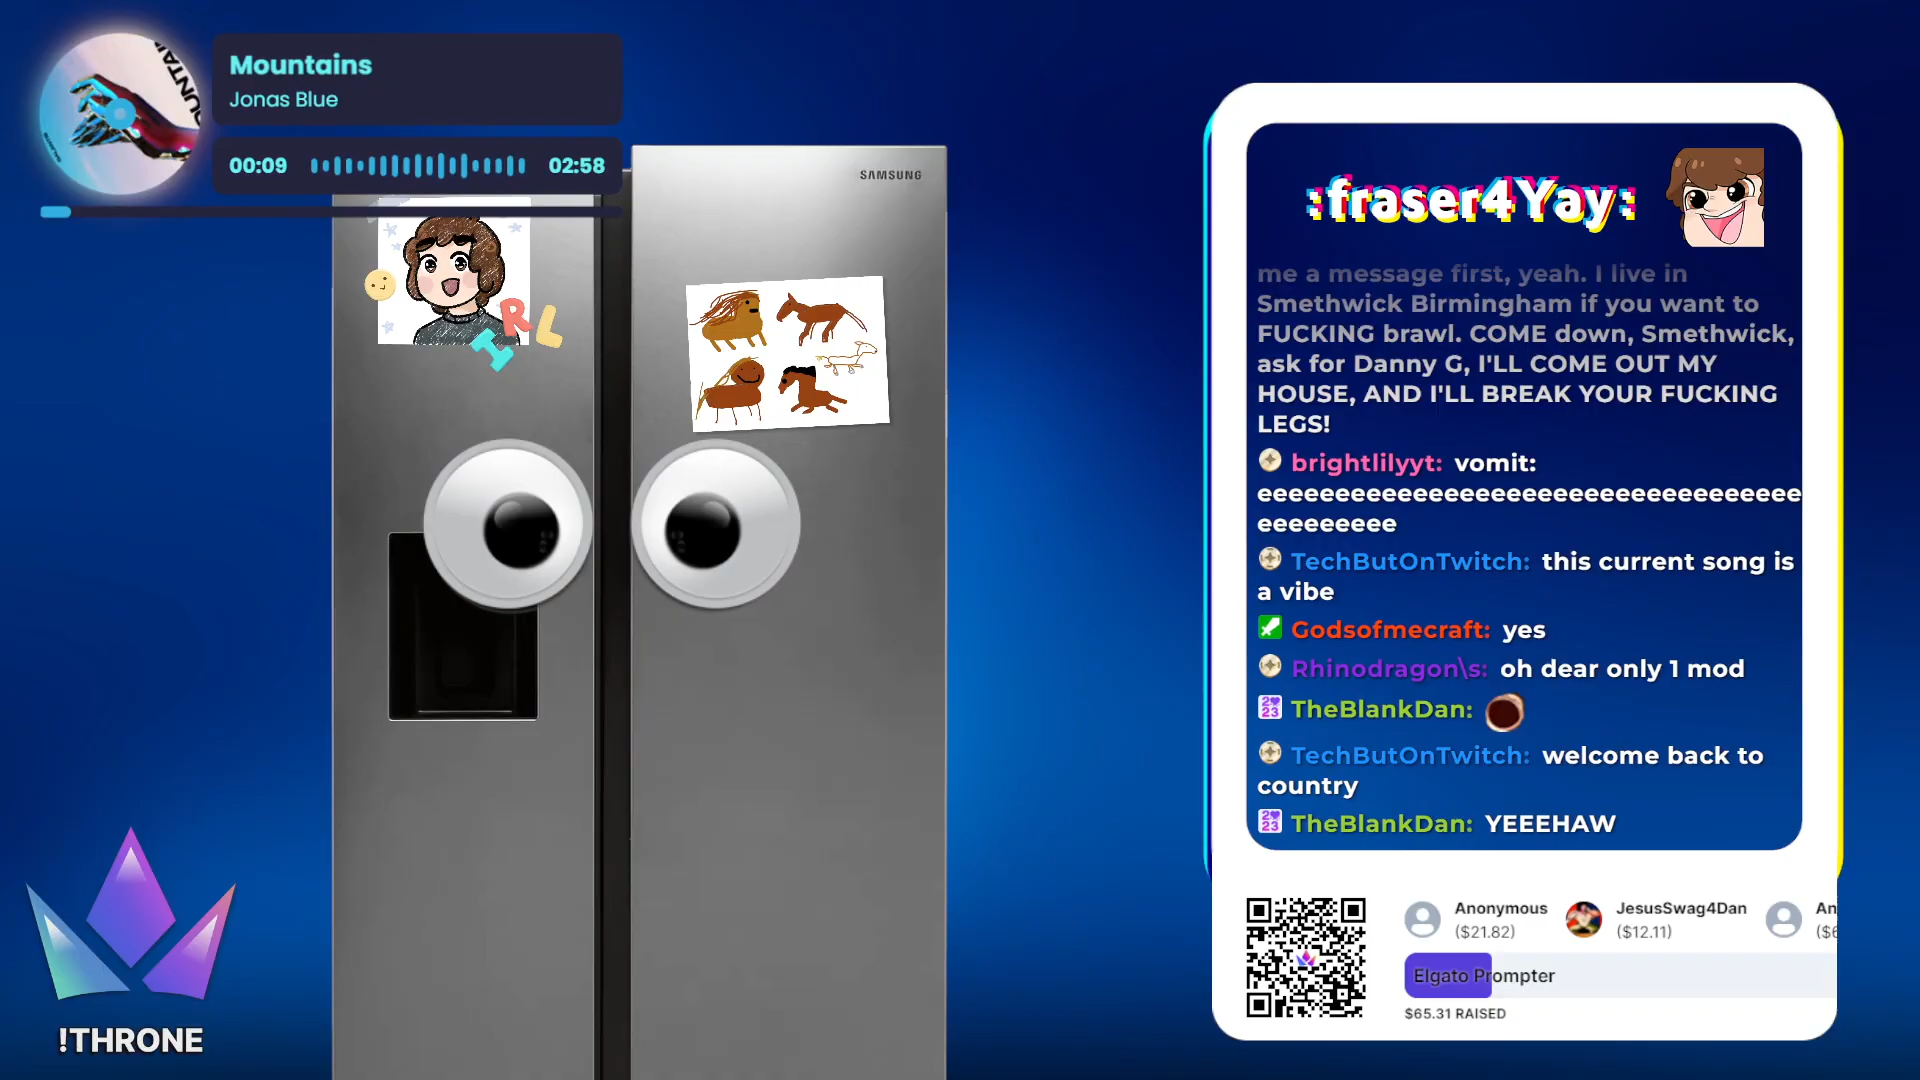 Mountains
Jonas Blue
00:09
02:58
SAMSUNG
I R L
!THRONE
:fraser4Yay:
me a message first, yeah. I live in
Smethwick Birmingham if you want to
FUCKING brawl. COME down, Smethwick,
ask for Danny G, I'LL COME OUT MY
HOUSE, AND I'LL BREAK YOUR FUCKING
LEGS!
brightlilyyt: vomit:
eeeeeeeeeeeeeeeeeeeeeeeeeeeeeeeeeee
eeeeeeeee
TechButOnTwitch: this current song is
a vibe
Godsofmecraft: yes
Rhinodragon\s: oh dear only 1 mod
TheBlankDan:
TechButOnTwitch: welcome back to
country
TheBlankDan: YEEEHAW
Anonymous
($21.82)
JesusSwag4Dan
($12.11)
Elgato Prompter
$65.31 RAISED